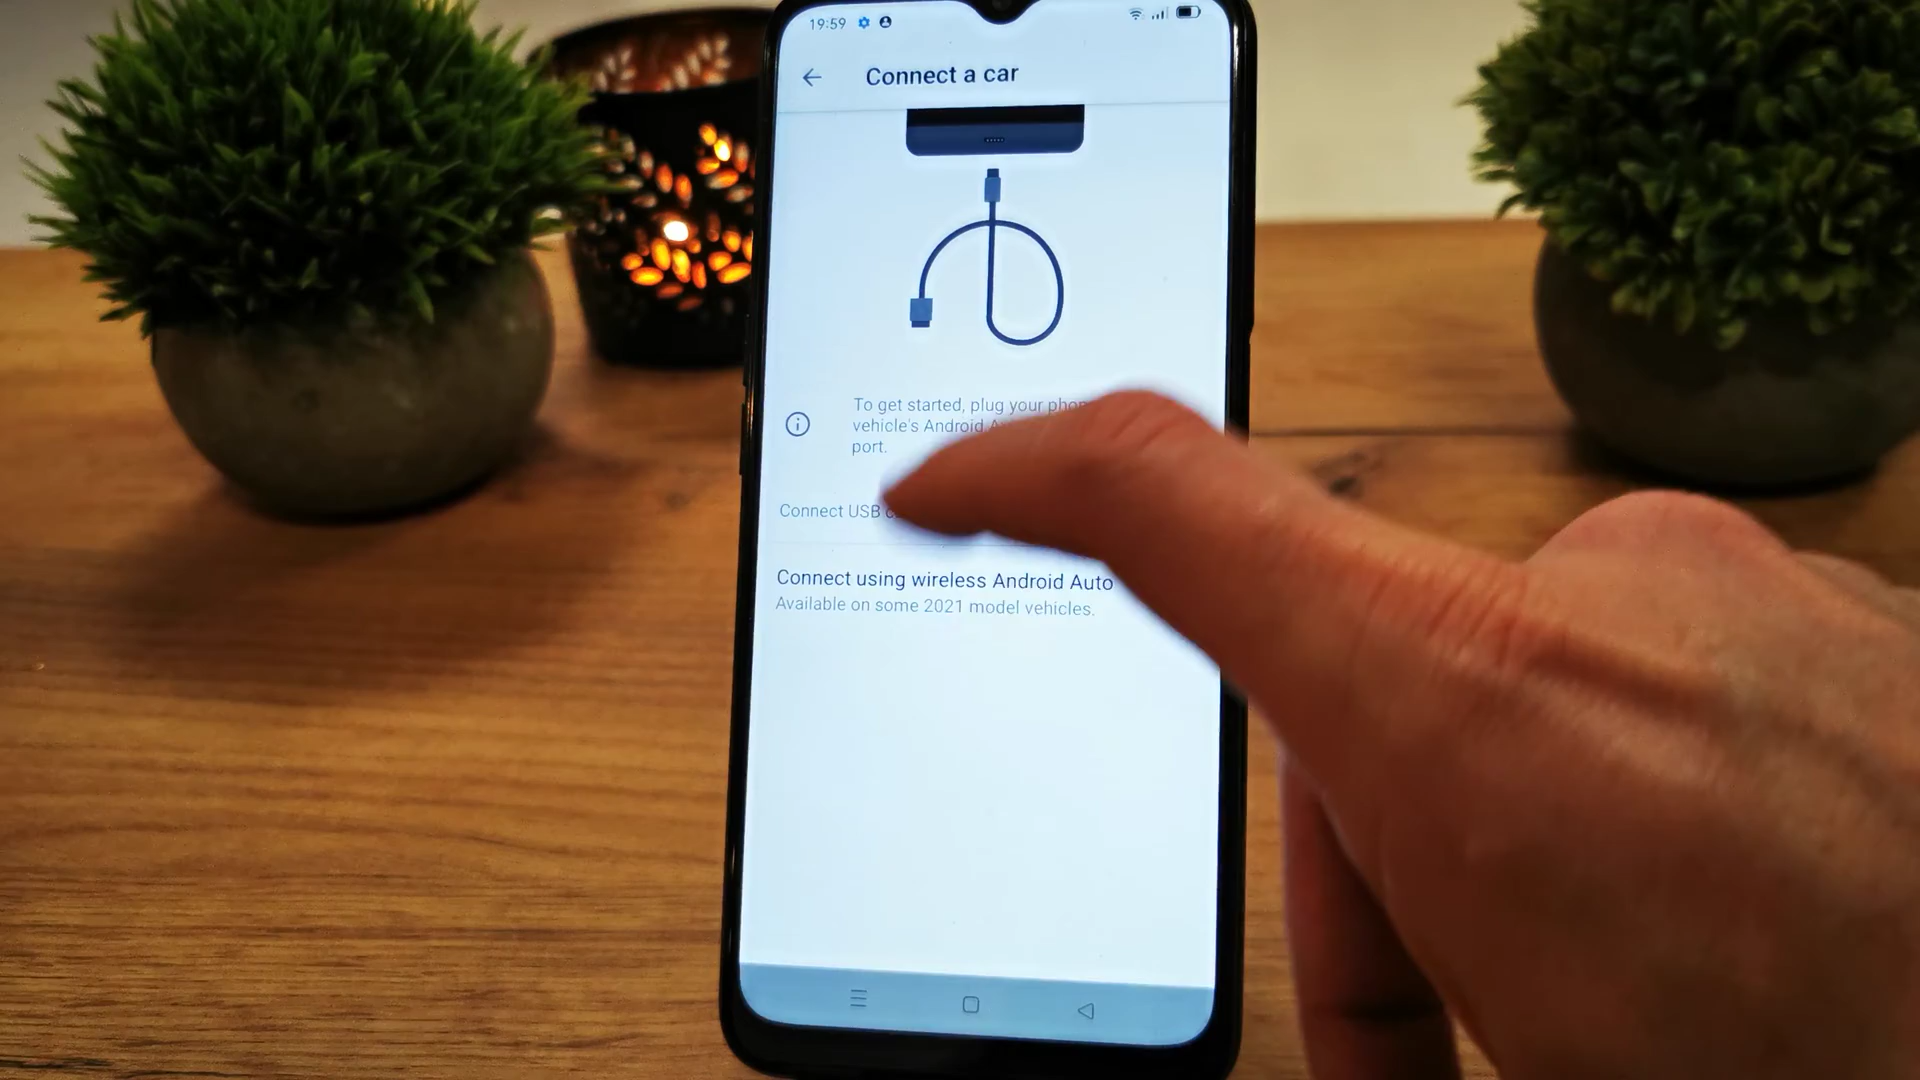 19:59
Connect a car
To get started, plug your phon
vehicle's Android
port.
Connect USB
Connect using wireless Android Auto
Available on some 2021 model vehicles.